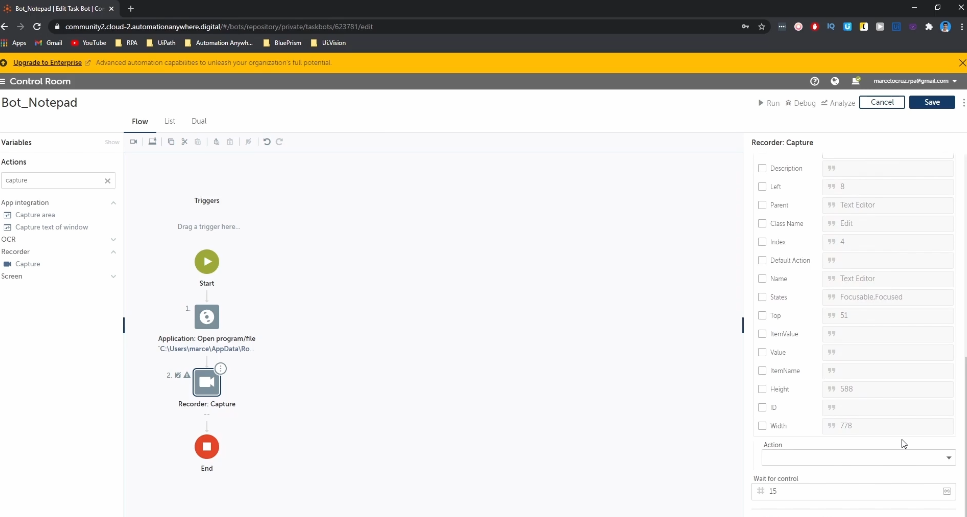 Bot_Notepad | Edit Task Bot | Co
community2.cloud-2.automationanywhere.digital/#/bots/repository/private/taskbots/623781/edit
Apps Gmail YouTube RPA UiPath Automation Anywh... BluePrism UiVision
Upgrade to Enterprise Advanced automation capabilities to unleash your organization's full potential.
Control Room
Bot_Notepad
Run Debug Analyze Cancel Save
Flow List Dual
Variables Show
Actions
capture
App integration
Capture area
Capture text of window
OCR
Recorder
Capture
Screen
Triggers
Drag a trigger here...
Start
1.
Application: Open program/file
"C:\Users\marce\AppData\Ro...
2.
Recorder: Capture
...
End
Recorder: Capture
Description
Left 8
Parent Text Editor
Class Name Edit
Index 4
Default Action
Name Text Editor
States Focusable,Focused
Top 51
ItemValue
Value
ItemName
Height 588
ID
Width 778
Action
Wait for control
# 15